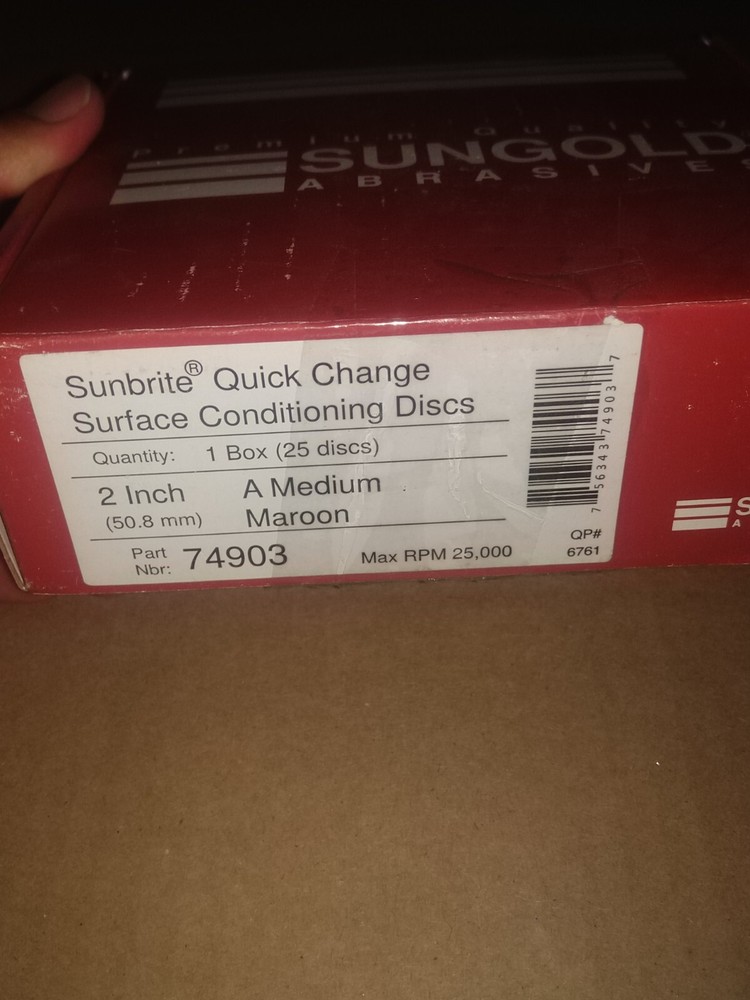 Premium Quality
SUNGOLD
ABRASIVE
Sunbrite® Quick Change
Surface Conditioning Discs
Quantity: 1 Box (25 discs)
2 Inch A Medium
(50.8 mm) Maroon
Part Nbr: 74903 Max RPM 25,000
QP#
6761
7 56343 74903 7
S
A